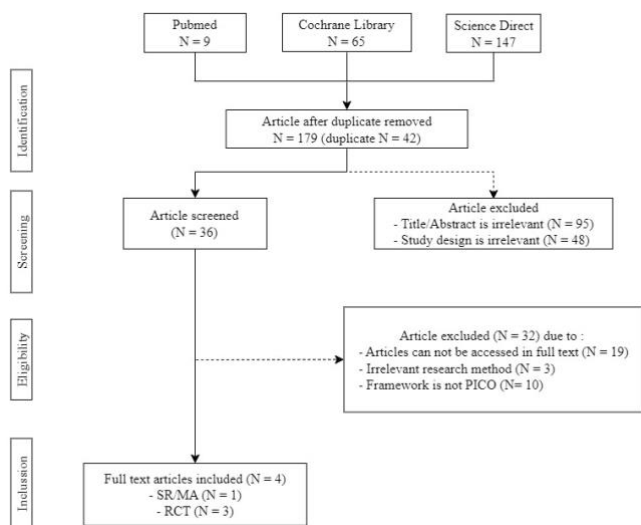 Pubmed
N = 9
Cochrane Library
N = 65
Science Direct
N = 147
Identification
Article after duplicate removed
N = 179 (duplicate N = 42)
Screening
Article screened
(N = 36)
Article excluded
- Title/Abstract is irrelevant (N = 95)
- Study design is irrelevant (N = 48)
Eligibility
Article excluded (N = 32) due to :
- Articles can not be accessed in full text (N = 19)
- Irrelevant research method (N = 3)
- Framework is not PICO (N= 10)
Inclussion
Full text articles included (N = 4)
- SR/MA (N = 1)
- RCT (N = 3)